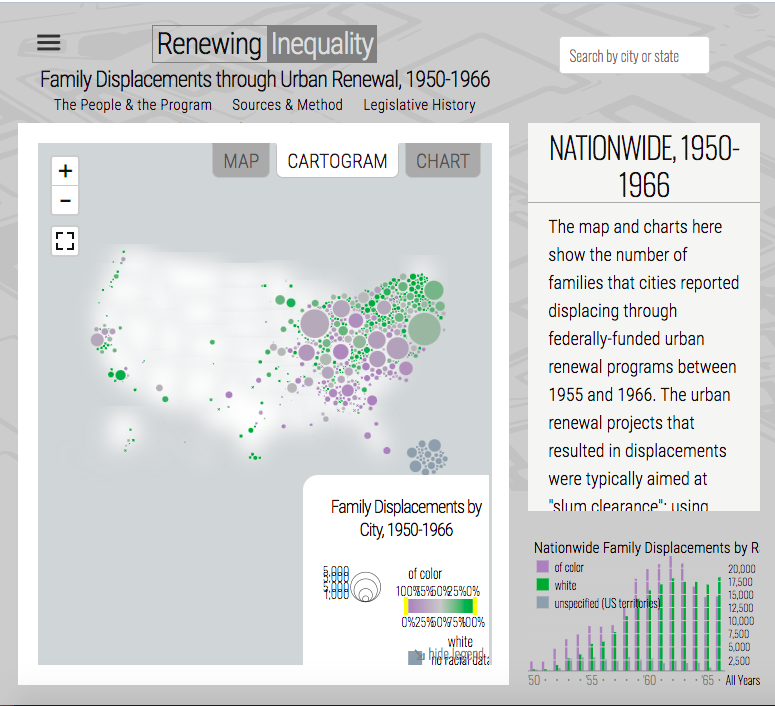 Renewing Inequality
Search by city or state
Family Displacements through Urban Renewal, 1950-1966
The People & the Program Sources & Method Legislative History
MAP CARTOGRAM CHART
+
−
NATIONWIDE, 1950-
1966
The map and charts here
show the number of
families that cities reported
displacing through
federally-funded urban
renewal programs between
1955 and 1966. The urban
renewal projects that
resulted in displacements
were typically aimed at
"slum clearance": using
Family Displacements by
City, 1950-1966
5,000
1,000
of color
100% 25% 0%
0% 25% 100%
white
hide legend
no racial data
Nationwide Family Displacements by R
of color
white
unspecified (US territories)
20,000
17,500
15,000
12,500
10,000
7,500
5,000
2,500
'50 '55 '60 '65 All Years